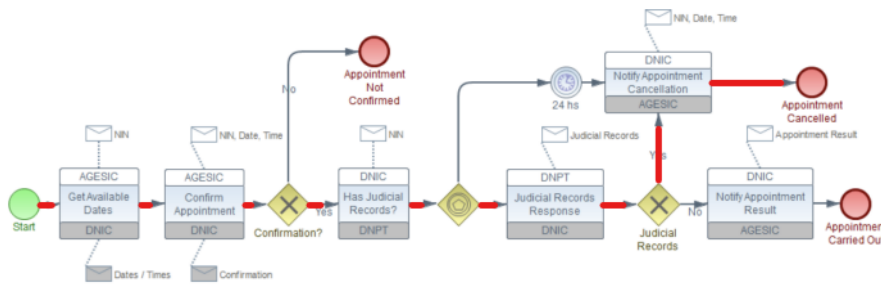 NIN, Date, Time
DNIC
Notify Appointment
Cancellation
AGESIC
24 hs
Appointment
Cancelled
Appointment
Not
Confirmed
No
NIN
NIN, Date, Time
NIN
Judicial Records
Appointment Result
Yes
AGESIC
Get Available
Dates
DNIC
AGESIC
Confirm
Appointment
DNIC
DNIC
Has Judicial
Records?
DNPT
DNPT
Judicial Records
Response
DNIC
DNIC
Notify Appointment
Result
AGESIC
Start
Yes
No
Confirmation?
Judicial
Records
Appointmen
Carried Ou
Dates / Times
Confirmation